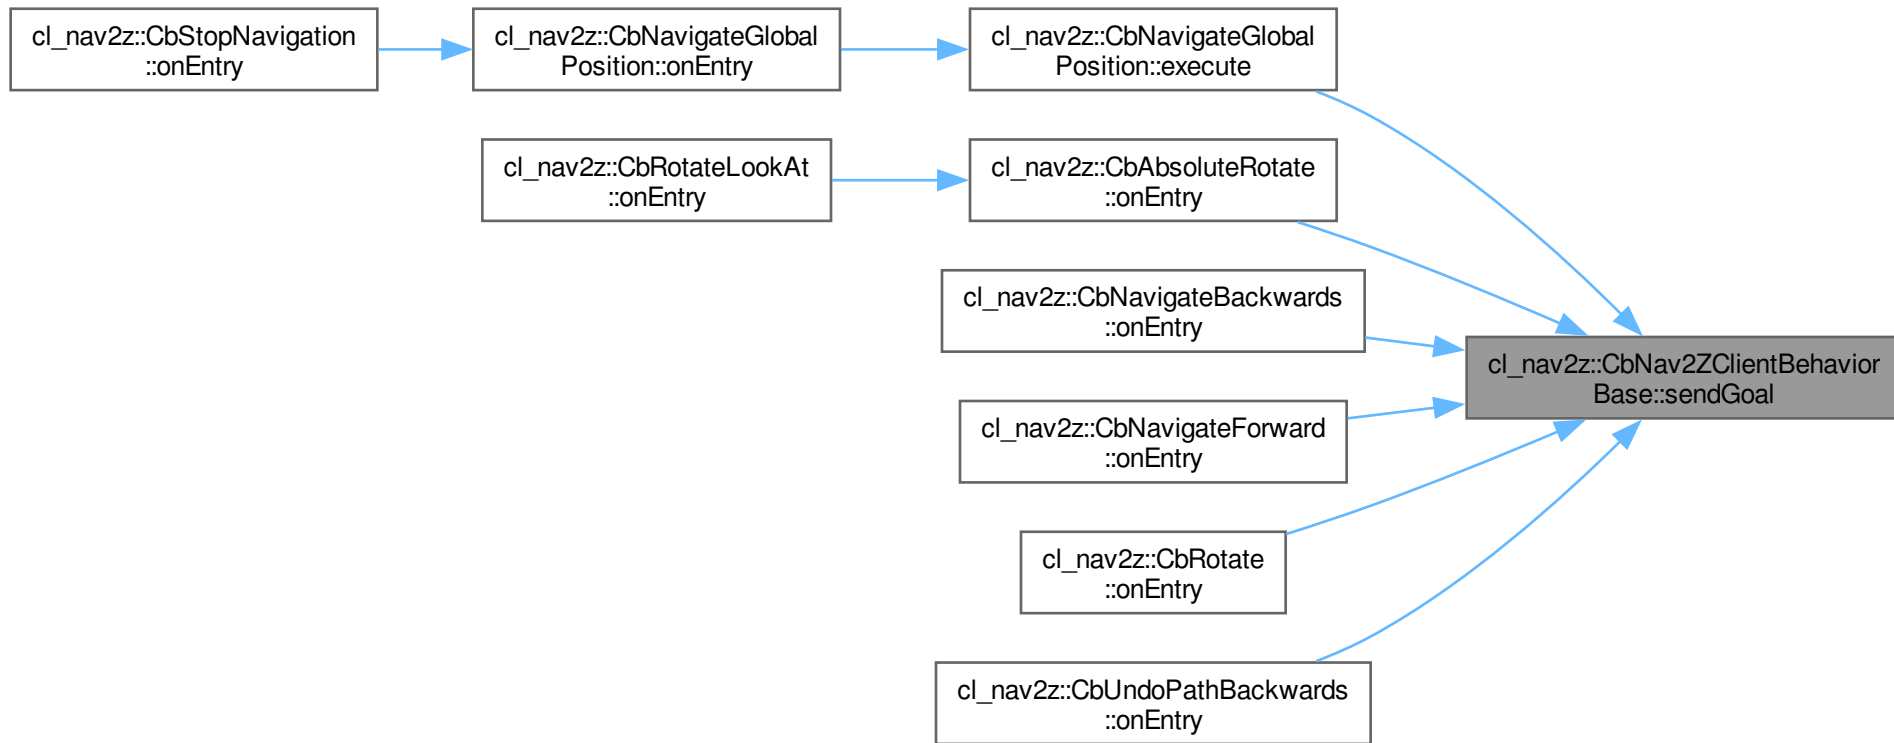 cl_nav2z::CbStopNavigation
::onEntry
cl_nav2z::CbNavigateGlobal
Position::onEntry
cl_nav2z::CbNavigateGlobal
Position::execute
cl_nav2z::CbRotateLookAt
::onEntry
cl_nav2z::CbAbsoluteRotate
::onEntry
cl_nav2z::CbNavigateBackwards
::onEntry
cl_nav2z::CbNav2ZClientBehavior
Base::sendGoal
cl_nav2z::CbNavigateForward
::onEntry
cl_nav2z::CbRotate
::onEntry
cl_nav2z::CbUndoPathBackwards
::onEntry